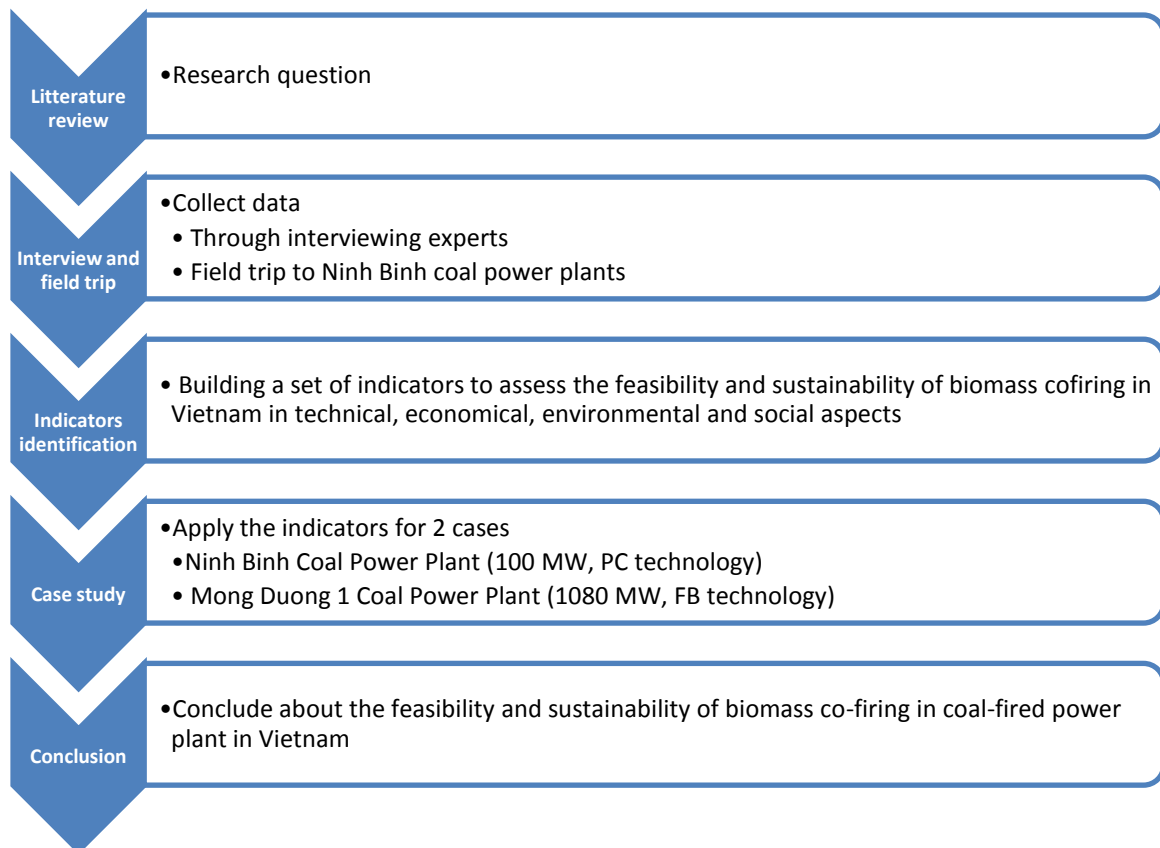 Litterature
review
•Research question
Interview and
field trip
•Collect data
• Through interviewing experts
• Field trip to Ninh Binh coal power plants
Indicators
identification
• Building a set of indicators to assess the feasibility and sustainability of biomass cofiring in
Vietnam in technical, economical, environmental and social aspects
Case study
•Apply the indicators for 2 cases
•Ninh Binh Coal Power Plant (100 MW, PC technology)
• Mong Duong 1 Coal Power Plant (1080 MW, FB technology)
Conclusion
•Conclude about the feasibility and sustainability of biomass co-firing in coal-fired power
plant in Vietnam